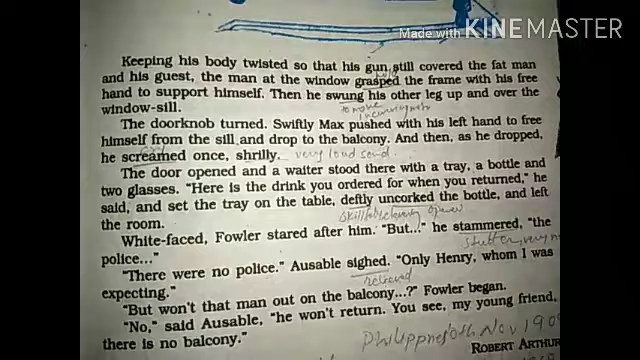 Made with KINEMASTER
Keeping his body twisted so that his gun still covered the fat man
and his guest, the man at the window grasped the frame with his free
hand to support himself. Then he swung his other leg up and over the
window-sill.
to move
The doorknob turned. Swiftly Max pushed with his left hand to free
himself from the sill and drop to the balcony. And then, as he dropped,
he screamed once, shrilly. very loud sound.
The door opened and a waiter stood there with a tray, a bottle and
two glasses. "Here is the drink you ordered for when you returned," he
said, and set the tray on the table, deftly uncorked the bottle, and left
the room.
White-faced, Fowler stared after him. "But..." he stammered, "the
police..."
"There were no police." Ausable sighed. "Only Henry, whom I was
expecting."
relieved
"But won't that man out on the balcony...?" Fowler began.
"No," said Ausable, "he won't return. You see, my young friend,
there is no balcony."
ROBERT ARTHUR